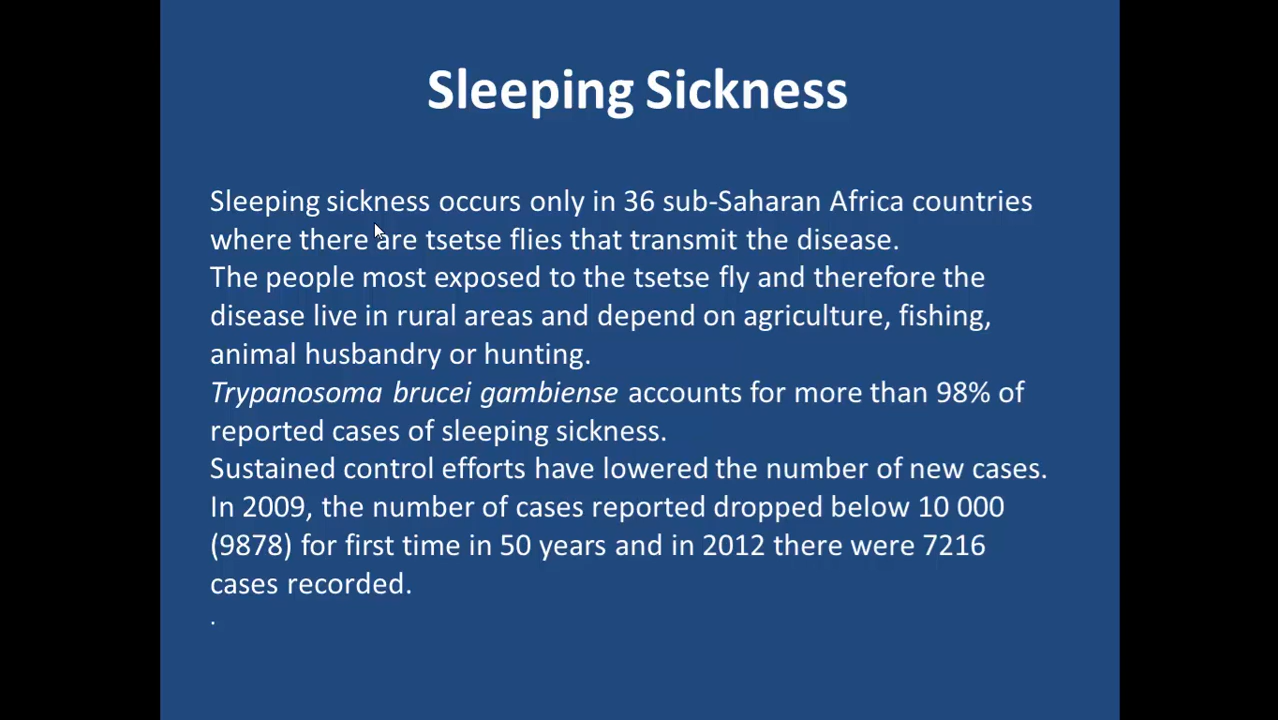 Sleeping Sickness
Sleeping sickness occurs only in 36 sub-Saharan Africa countries
where there are tsetse flies that transmit the disease.
The people most exposed to the tsetse fly and therefore the
disease live in rural areas and depend on agriculture, fishing,
animal husbandry or hunting.
Trypanosoma brucei gambiense accounts for more than 98% of
reported cases of sleeping sickness.
Sustained control efforts have lowered the number of new cases.
In 2009, the number of cases reported dropped below 10 000
(9878) for first time in 50 years and in 2012 there were 7216
cases recorded.
.